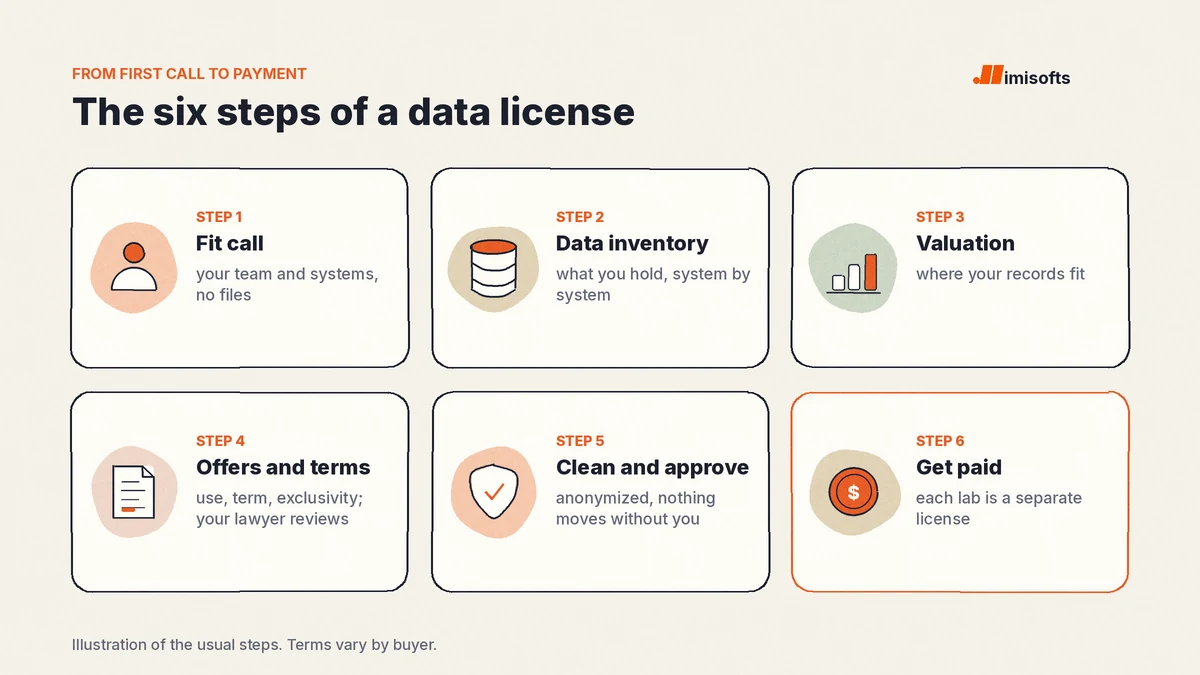 FROM FIRST CALL TO PAYMENT
The six steps of a data license
imisofts
STEP 1
Fit call
your team and systems,
no files
STEP 2
Data inventory
what you hold, system by
system
STEP 3
Valuation
where your records fit
STEP 4
Offers and terms
use, term, exclusivity;
your lawyer reviews
STEP 5
Clean and approve
anonymized, nothing
moves without you
STEP 6
Get paid
$
each lab is a separate
license
Illustration of the usual steps. Terms vary by buyer.